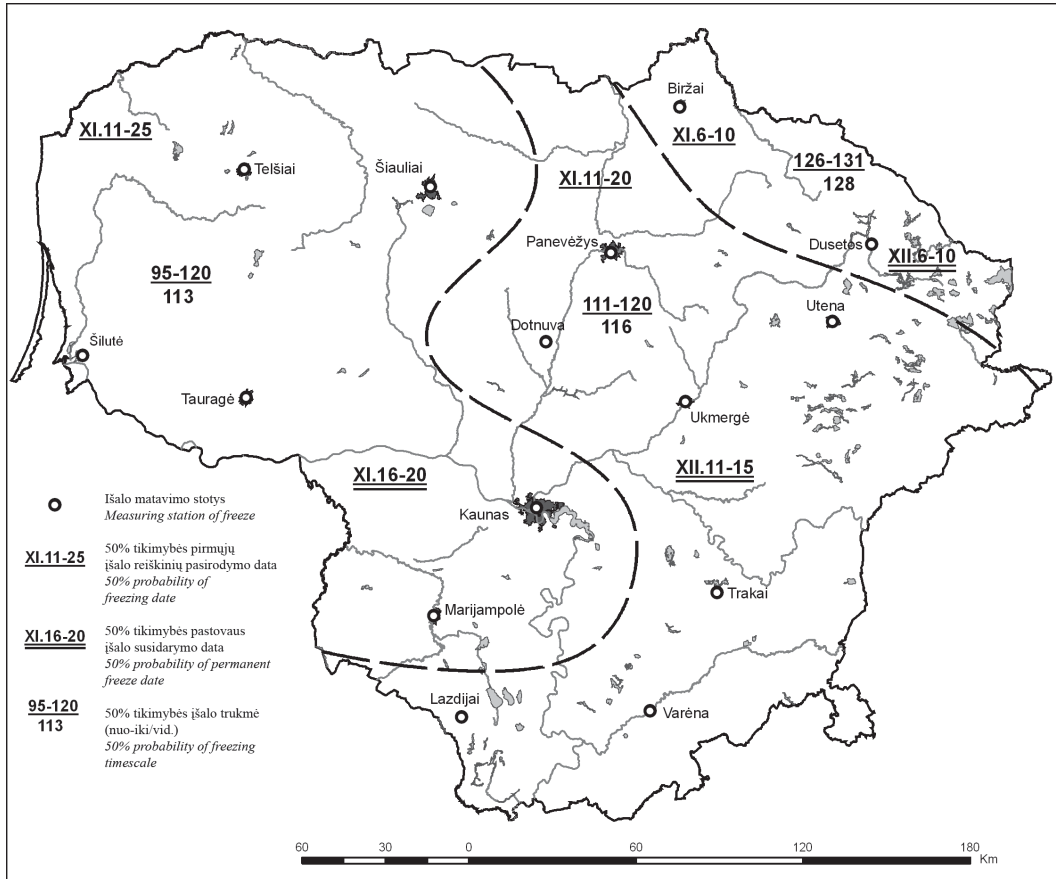 Biržai
XI.6-10
XI.11-25
Telšiai
Šiauliai
XI.11-20
126-131
128
Panevėžys
Dusetos
XII.6-10
95-120
113
111-120
116
Utena
Dotnuva
Šilutė
Tauragė
Ukmergė
XI.16-20
XII.11-15
Kaunas
Trakai
Marijampolė
Lazdijai
Varėna
Išalo matavimo stotys
Measuring station of freeze
XI.11-25
50% tikimybės pirmųjų
įšalo reiškinių pasirodymo data
50% probability of
freezing date
XI.16-20
50% tikimybės pastovaus
įšalo susidarymo data
50% probability of permanent
freeze date
95-120
113
50% tikimybės įšalo trukmė
(nuo-iki/vid.)
50% probability of freezing
timescale
60 30 0 60 120 180
Km